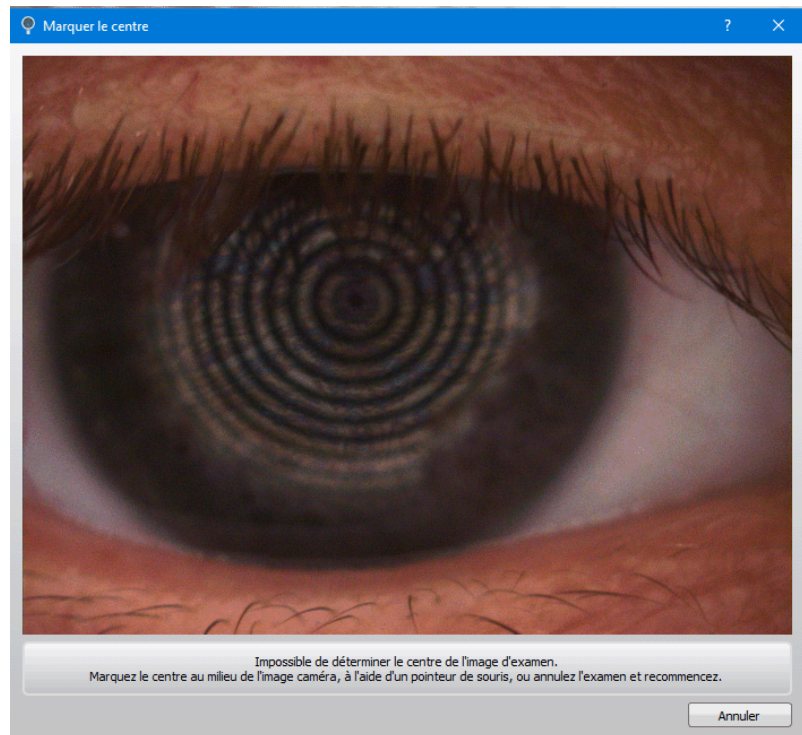 Marquer le centre
?
Impossible de déterminer le centre de l'image d'examen.
Marquez le centre au milieu de l'image caméra, à l'aide d'un pointeur de souris, ou annulez l'examen et recommencez.
Annuler